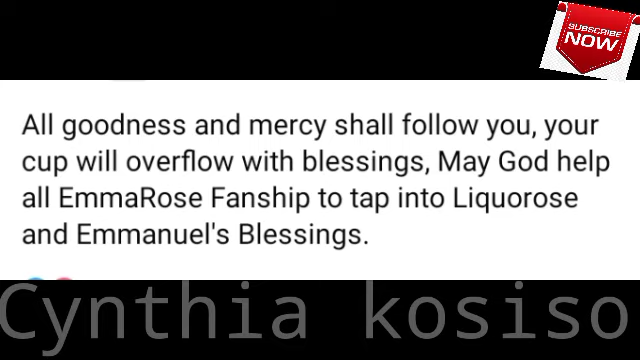 SUBSCRIBE
NOW
All goodness and mercy shall follow you, your
cup will overflow with blessings, May God help
all EmmaRose Fanship to tap into Liquorose
and Emmanuel's Blessings.
Cynthia kosiso